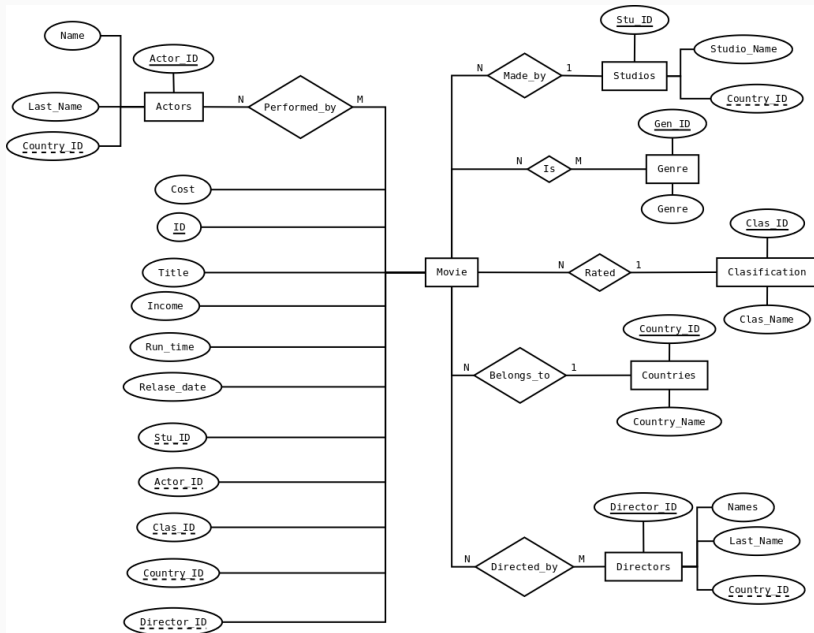 Stu_ID
Name
Studio_Name
Actor_ID
N
Made_by
1
Studios
Last_Name
Actors
N
Performed_by
M
Country_ID
Gen_ID
Country_ID
N
Is
M
Genre
Cost
Genre
ID
Clas_ID
Title
Movie
N
Rated
1
Clasification
Income
Clas_Name
Country_ID
Run_time
N
Belongs_to
1
Countries
Relase_date
Country_Name
Stu_ID
Actor_ID
Director_ID
Names
Clas_ID
Last_Name
N
Directed_by
M
Directors
Country_ID
Country_ID
Director_ID